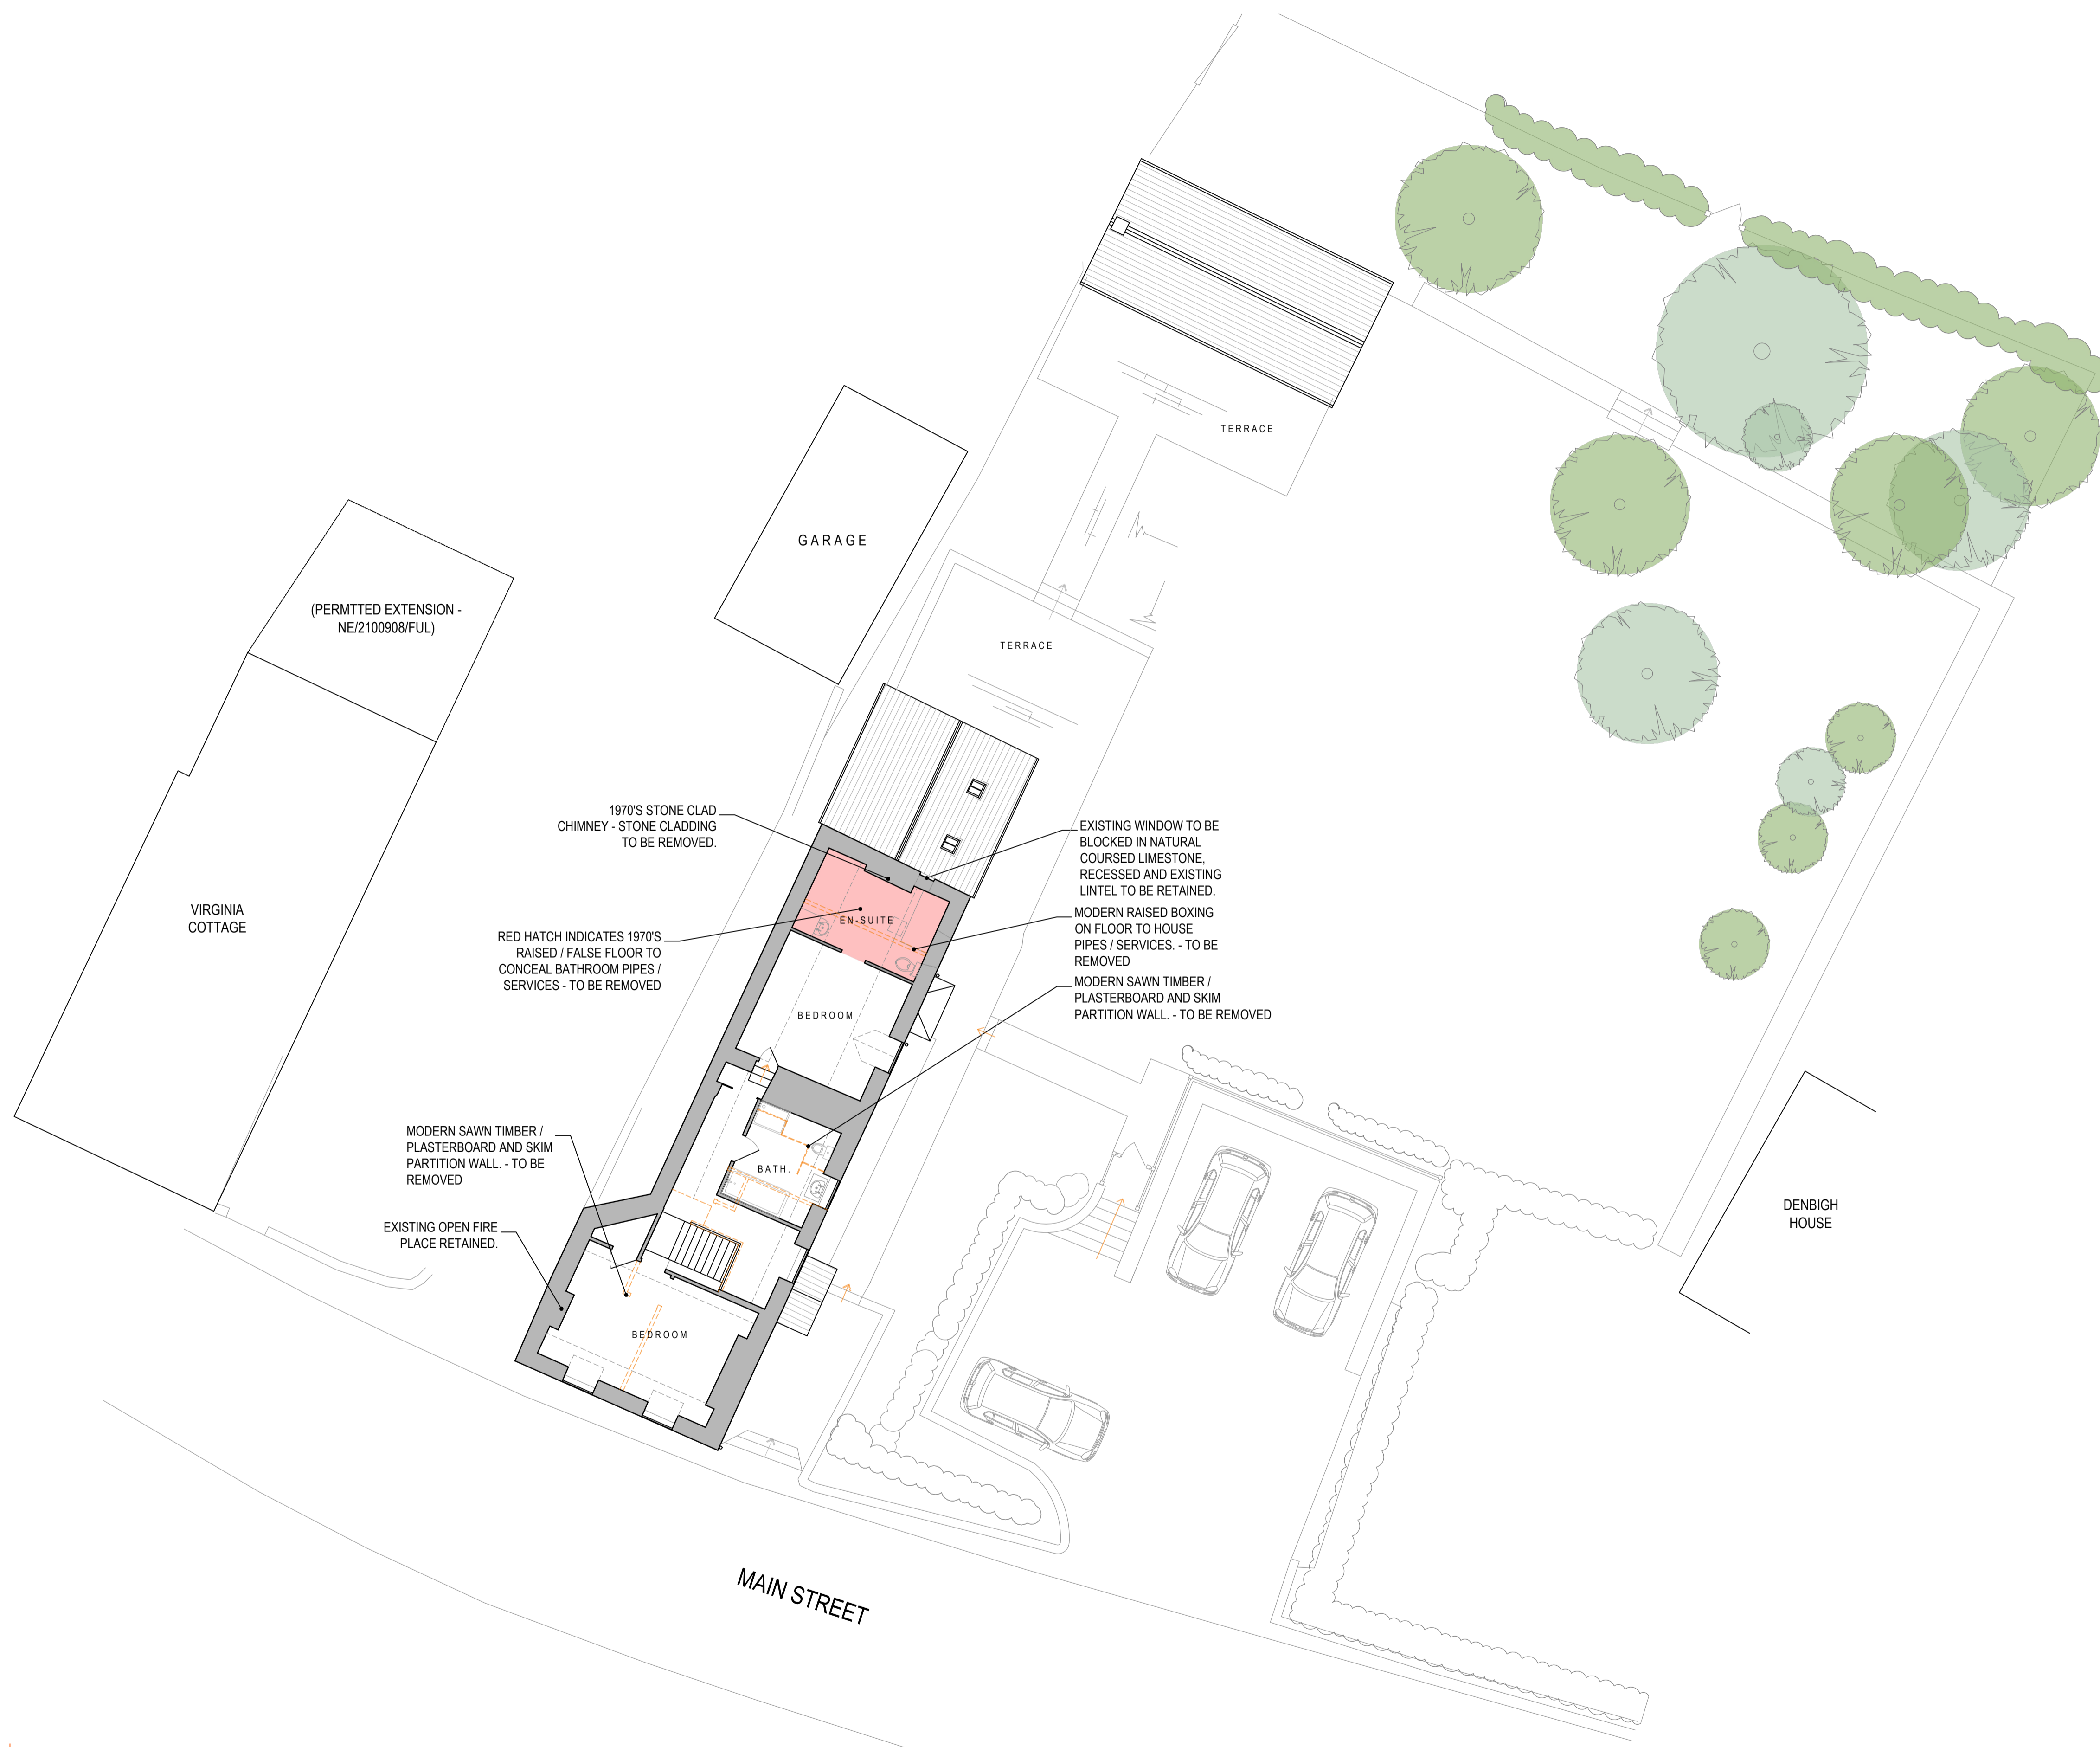 TERRACE
GARAGE
(PERMTTED EXTENSION -
NE/2100908/FUL)
TERRACE
1970'S STONE CLAD
CHIMNEY - STONE CLADDING
TO BE REMOVED.
EXISTING WINDOW TO BE
BLOCKED IN NATURAL
COURSED LIMESTONE,
RECESSED AND EXISTING
LINTEL TO BE RETAINED.
VIRGINIA
COTTAGE
EN-SUITE
MODERN RAISED BOXING
ON FLOOR TO HOUSE
PIPES / SERVICES. - TO BE
REMOVED
RED HATCH INDICATES 1970'S
RAISED / FALSE FLOOR TO
CONCEAL BATHROOM PIPES /
SERVICES - TO BE REMOVED
MODERN SAWN TIMBER /
PLASTERBOARD AND SKIM
PARTITION WALL. - TO BE REMOVED
BEDROOM
MODERN SAWN TIMBER /
PLASTERBOARD AND SKIM
PARTITION WALL. - TO BE
REMOVED
BATH.
DENBIGH
HOUSE
EXISTING OPEN FIRE
PLACE RETAINED.
BEDROOM
MAIN STREET